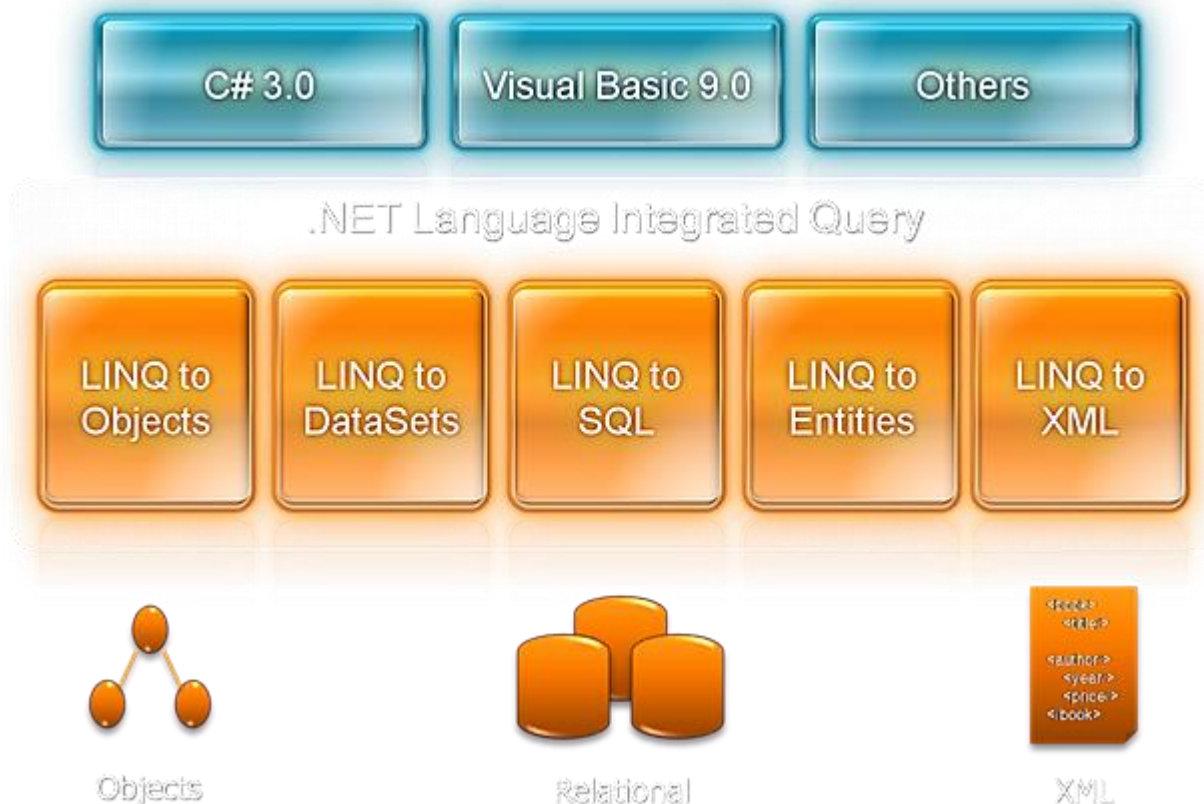 C# 3.0
Visual Basic 9.0
Others
.NET Language Integrated Query
LINQ to
Objects
LINQ to
DataSets
LINQ to
SQL
LINQ to
Entities
LINQ to
XML
<book>
<title/>
<author/>
<year/>
<price/>
</book>
Objects
Relational
XML